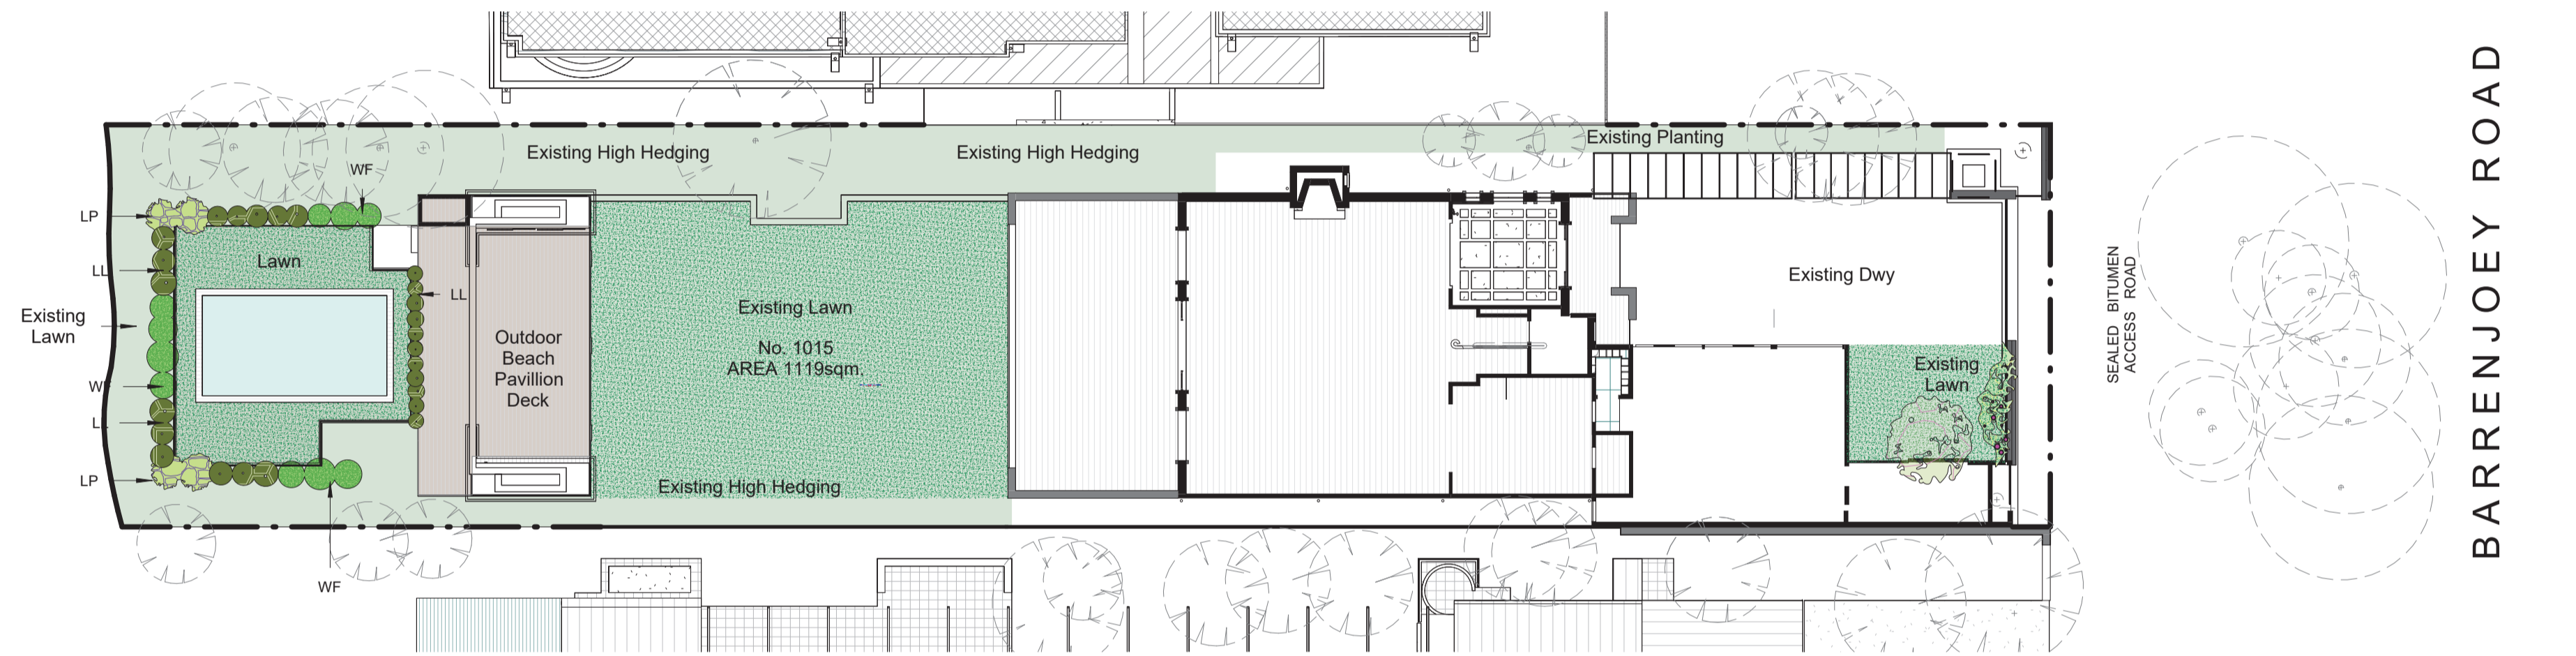 Existing Planting
Existing High Hedging
Existing High Hedging
WF
LP
LL
Lawn
LL
Existing
Lawn
Outdoor
Beach
Pavillion
Deck
Existing Lawn
No. 1015
AREA 1119sqm.
Existing Dwy
Existing
Lawn
W
L
LP
Existing High Hedging
WF
SEALED BITUMEN
ACCESS ROAD
BARRENJOEY ROAD